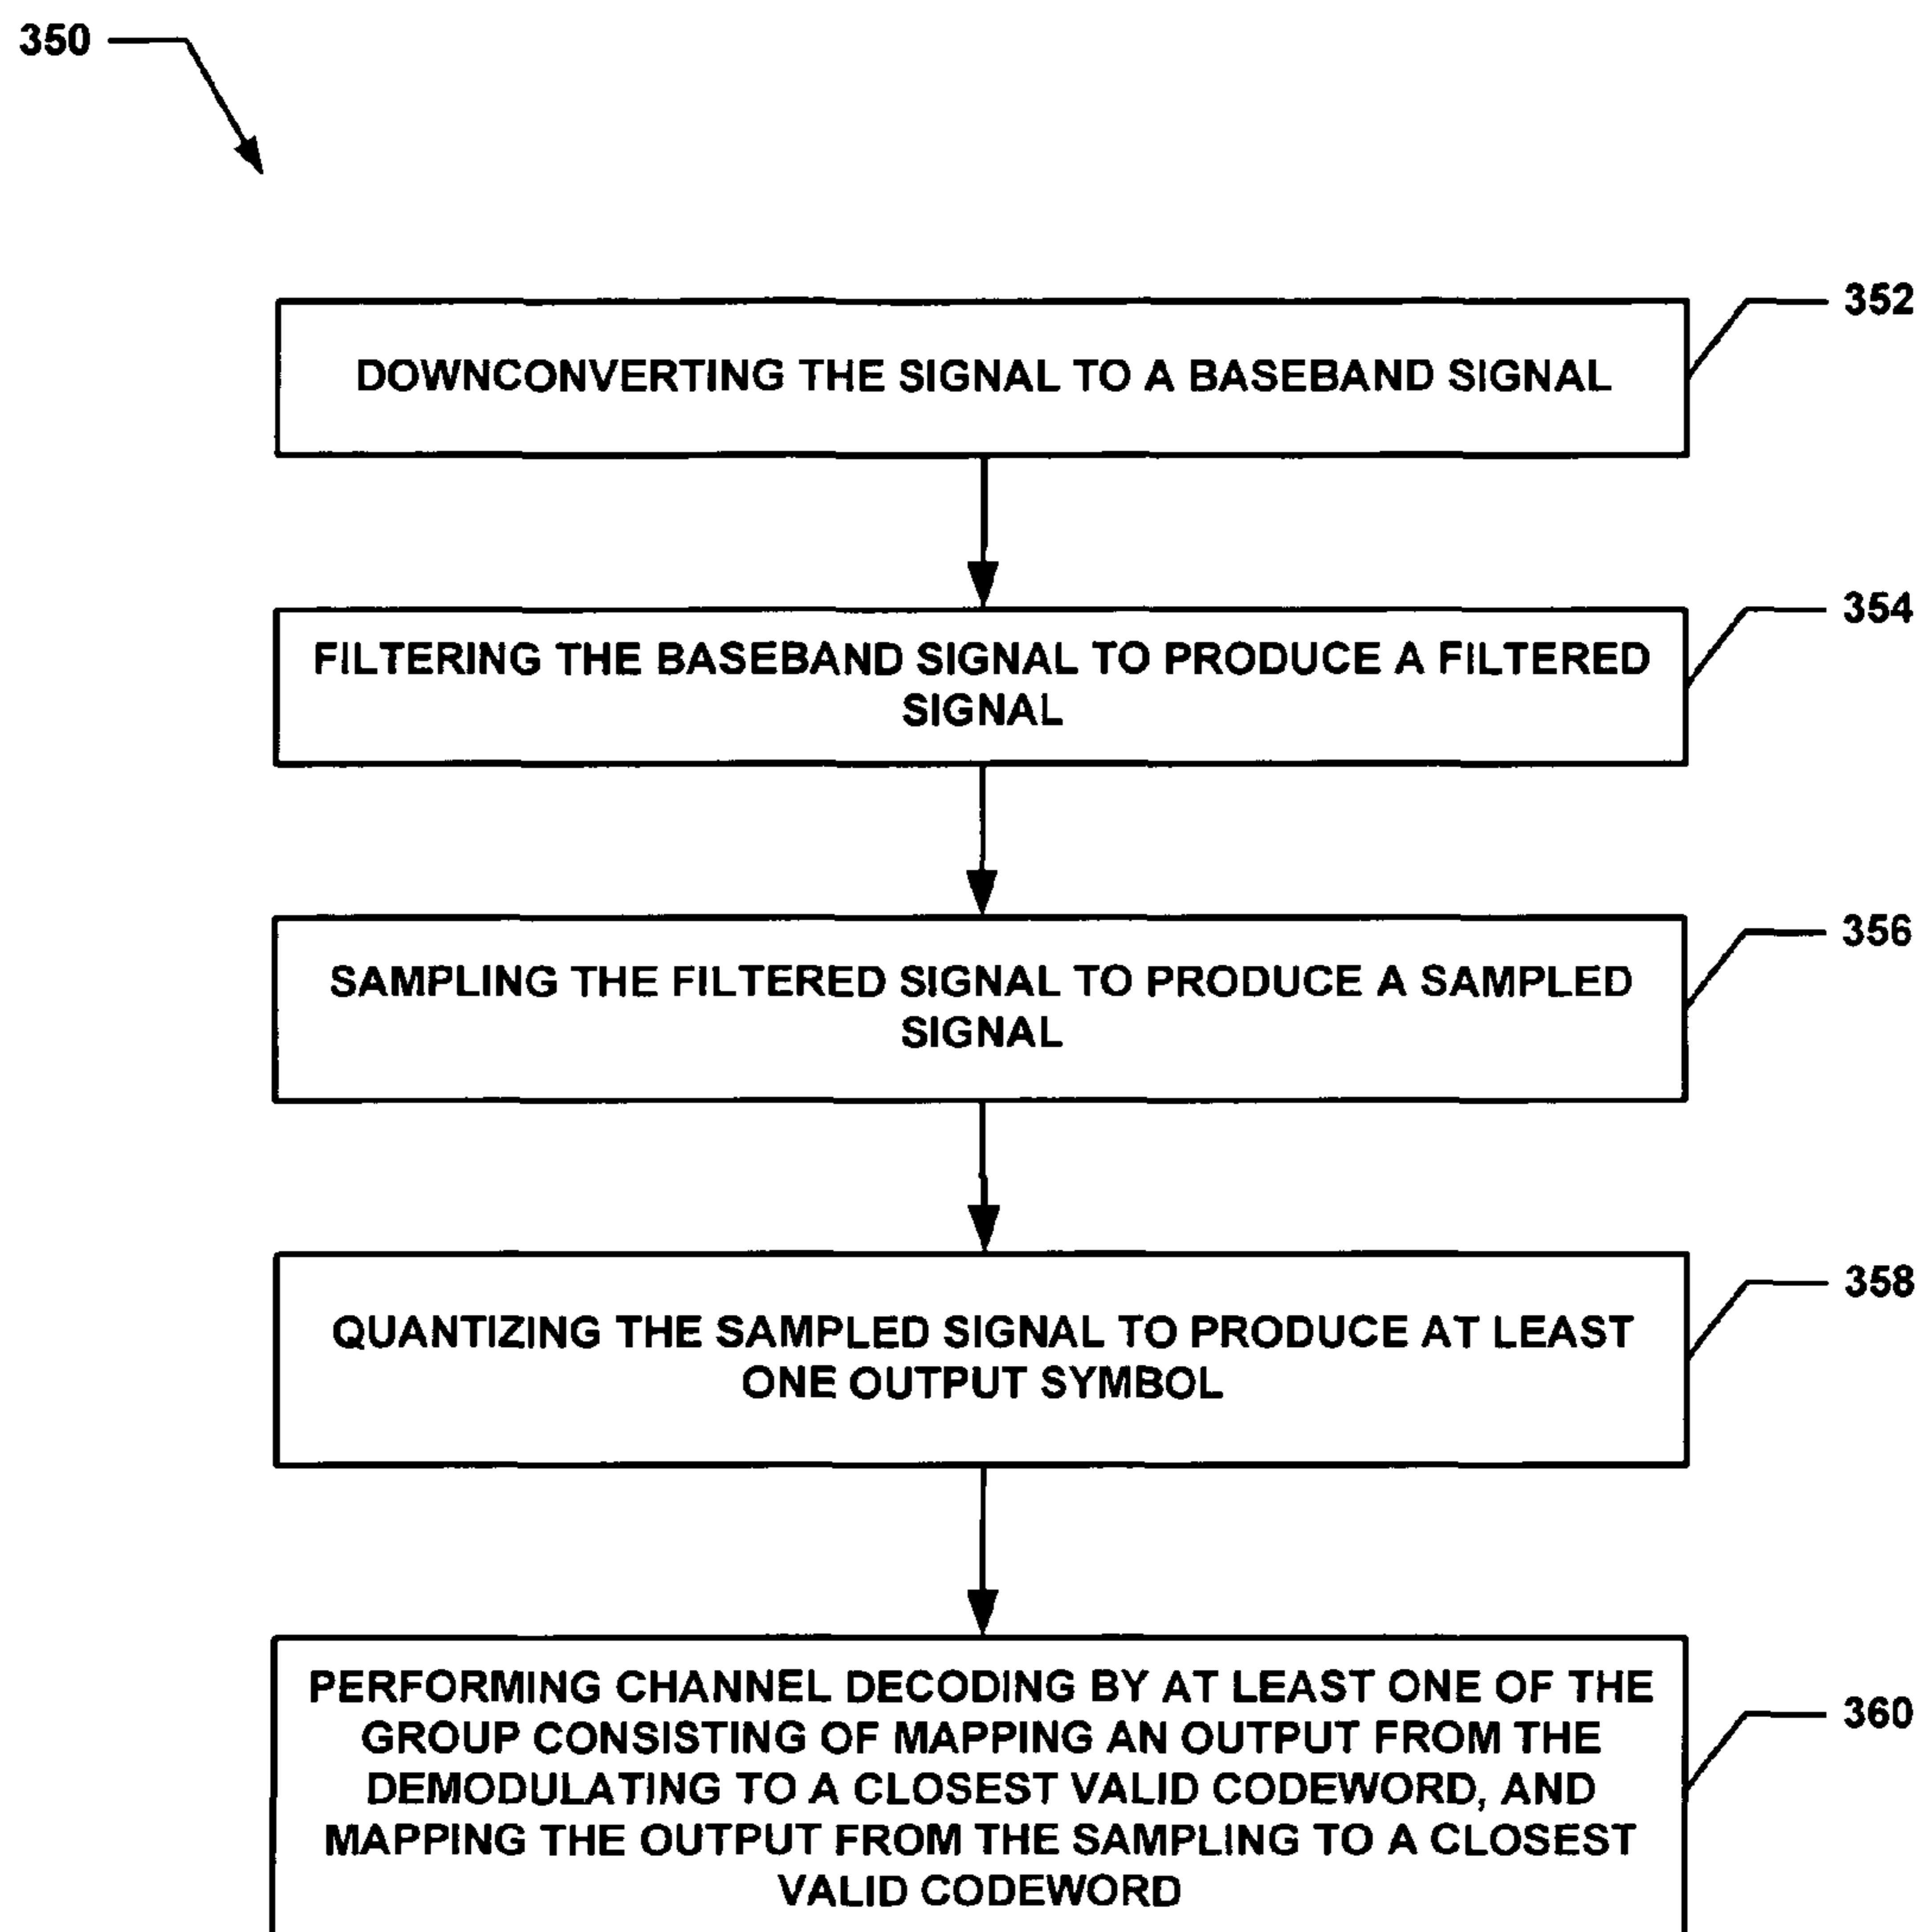 350
352
DOWNCONVERTING THE SIGNAL TO A BASEBAND SIGNAL
354
FILTERING THE BASEBAND SIGNAL TO PRODUCE A FILTERED
SIGNAL
356
SAMPLING THE FILTERED SIGNAL TO PRODUCE A SAMPLED
SIGNAL
358
QUANTIZING THE SAMPLED SIGNAL TO PRODUCE AT LEAST
ONE OUTPUT SYMBOL
360
PERFORMING CHANNEL DECODING BY AT LEAST ONE OF THE
GROUP CONSISTING OF MAPPING AN OUTPUT FROM THE
DEMODULATING TO A CLOSEST VALID CODEWORD, AND
MAPPING THE OUTPUT FROM THE SAMPLING TO A CLOSEST
VALID CODEWORD